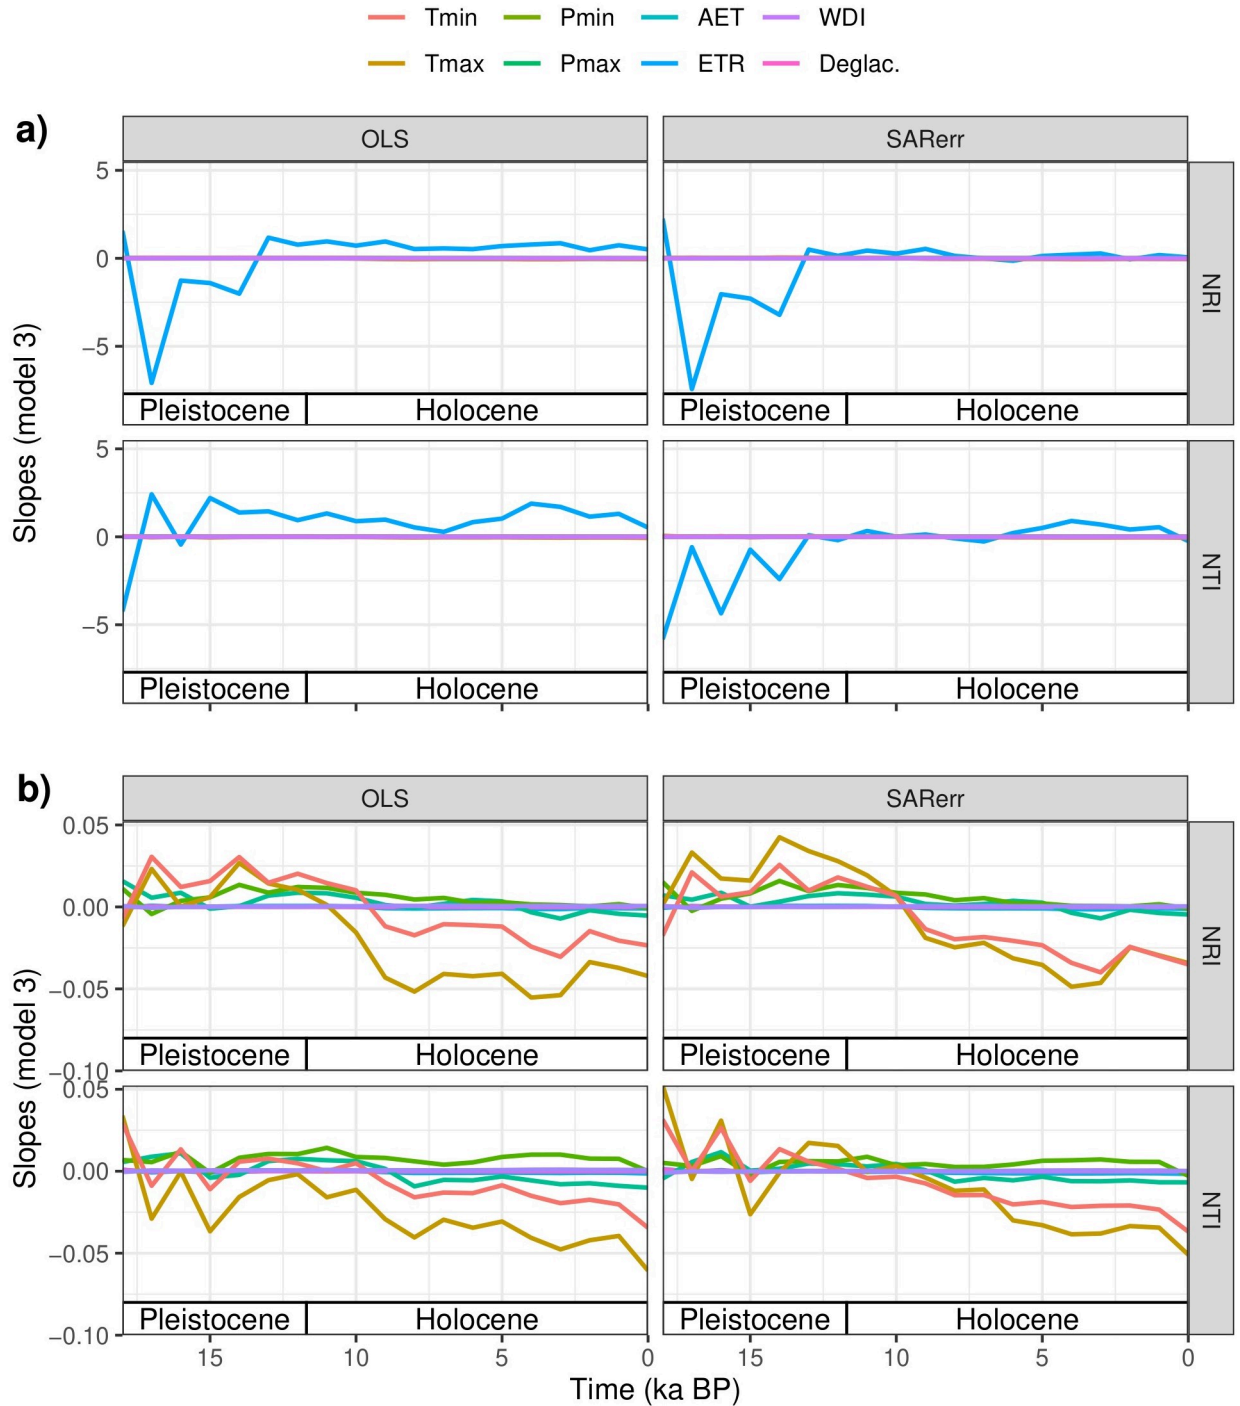 Tmin Pmin AET WDI
Tmax Pmax ETR Deglac.
a)
OLS SARerr
5
0
−5
NRI
Pleistocene Holocene Pleistocene Holocene
Slopes (model 3)
5
0
−5
NTI
Pleistocene Holocene Pleistocene Holocene
b)
OLS SARerr
0.05
0.00
−0.05
−0.10
NRI
Pleistocene Holocene Pleistocene Holocene
Slopes (model 3)
0.05
0.00
−0.05
−0.10
NTI
Pleistocene Holocene Pleistocene Holocene
15 10 5 0 15 10 5 0
Time (ka BP)